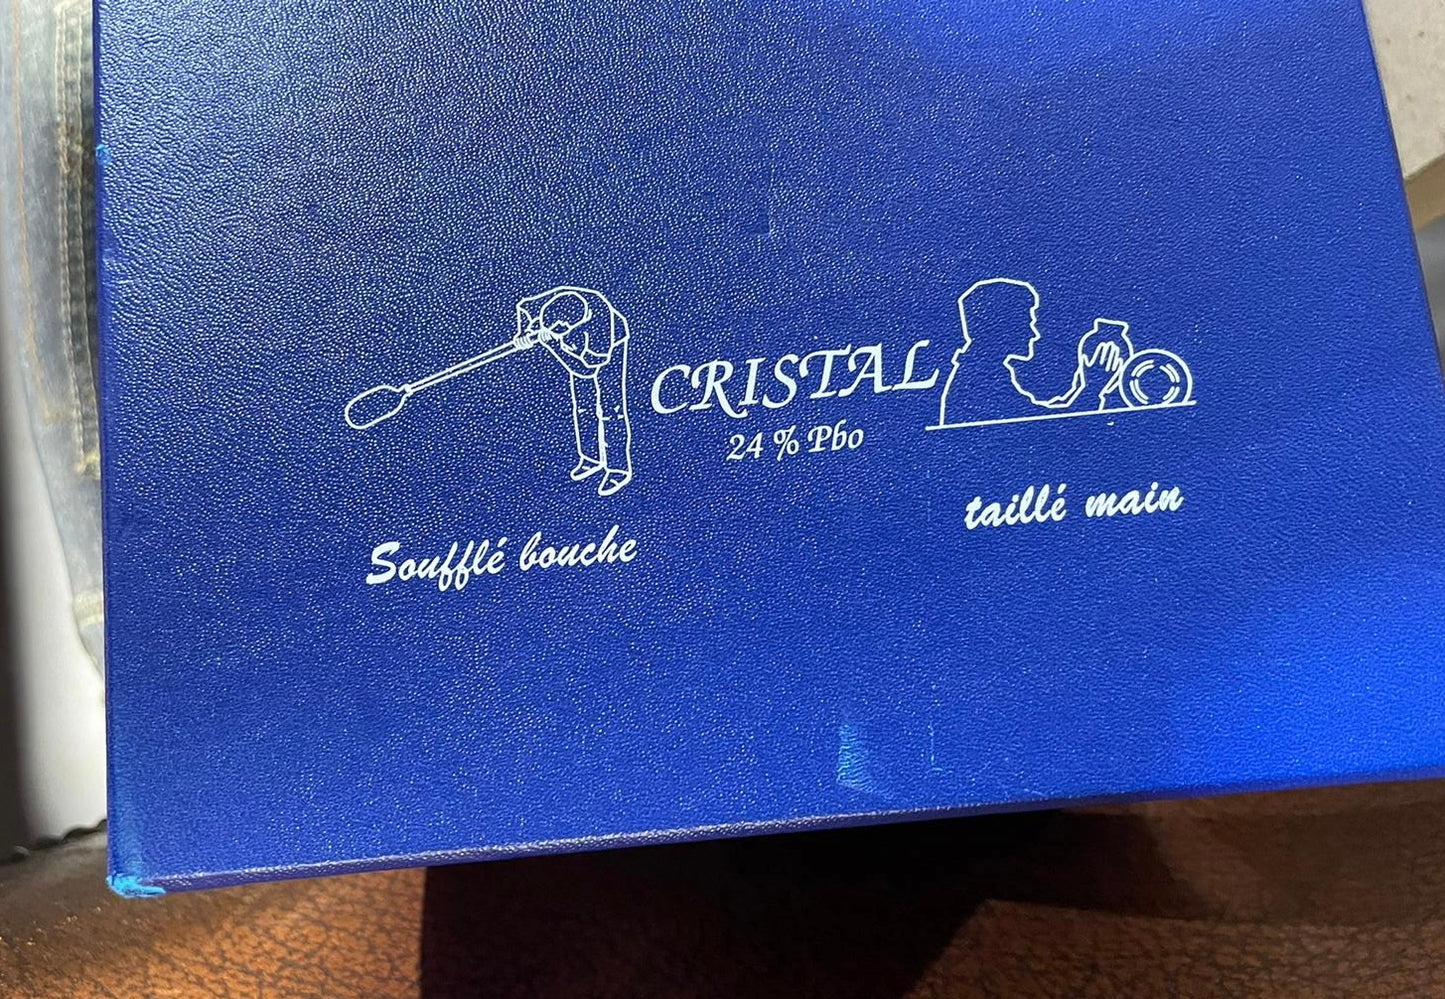 CRISTAL
24 % Pbo
Soufflé bouche
taillé main